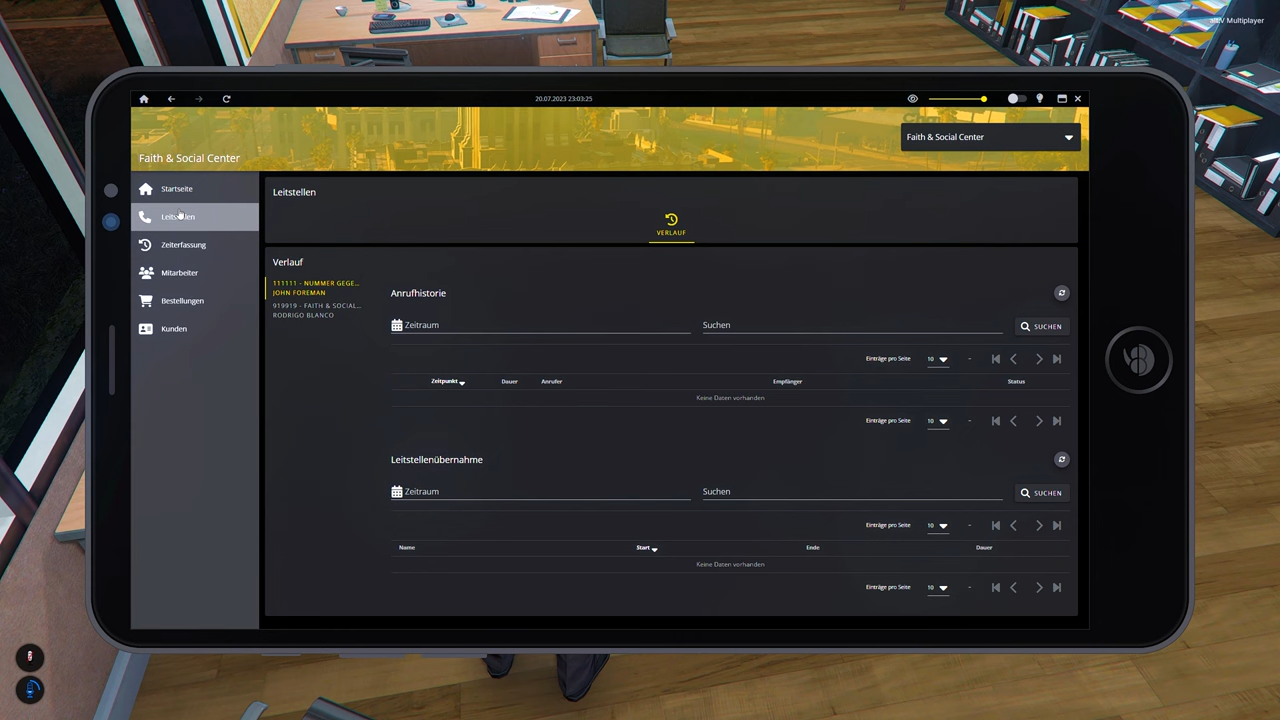 alt:V Multiplayer
20.07.2023 23:03:25
Faith & Social Center
Faith & Social Center
Startseite
Leitstellen
Zeiterfassung
Mitarbeiter
Bestellungen
Kunden
Leitstellen
VERLAUF
Verlauf
111111 - NUMMER GEGE...
JOHN FOREMAN
919919 - FAITH & SOCIAL...
RODRIGO BLANCO
Anrufhistorie
Zeitraum Suchen SUCHEN
Einträge pro Seite 10 -
Zeitpunkt Dauer Anrufer Empfänger Status
Keine Daten vorhanden
Einträge pro Seite 10 -
Leitstellenübernahme
Zeitraum Suchen SUCHEN
Einträge pro Seite 10 -
Name Start Ende Dauer
Keine Daten vorhanden
Einträge pro Seite 10 -